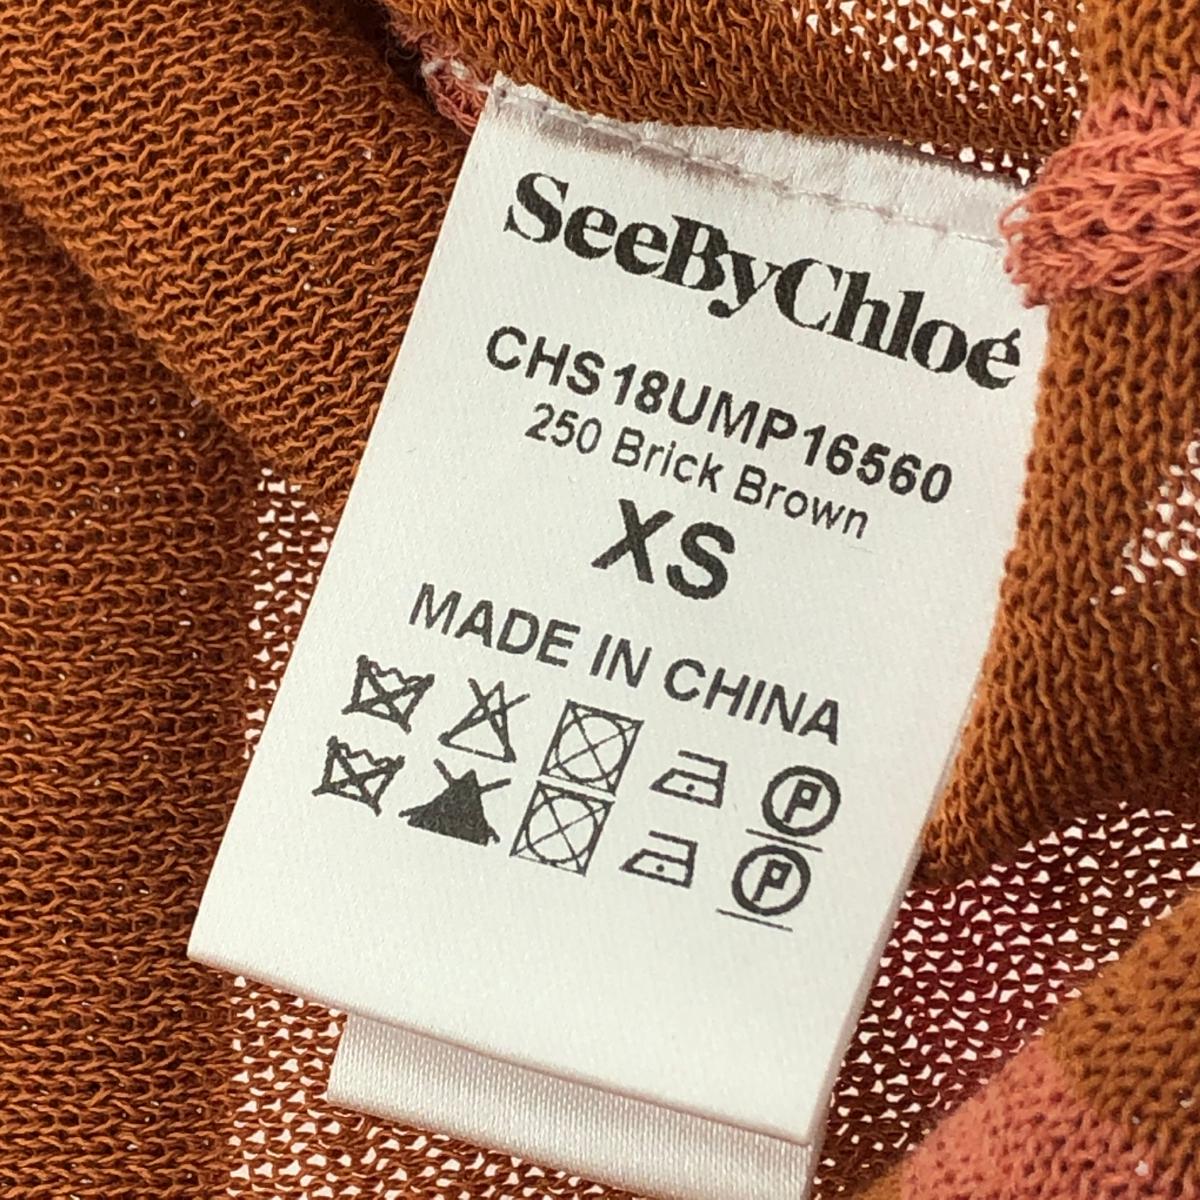 SeeByChloé
CHS18UMP16560
250 Brick Brown
XS
MADE IN CHINA
P
P